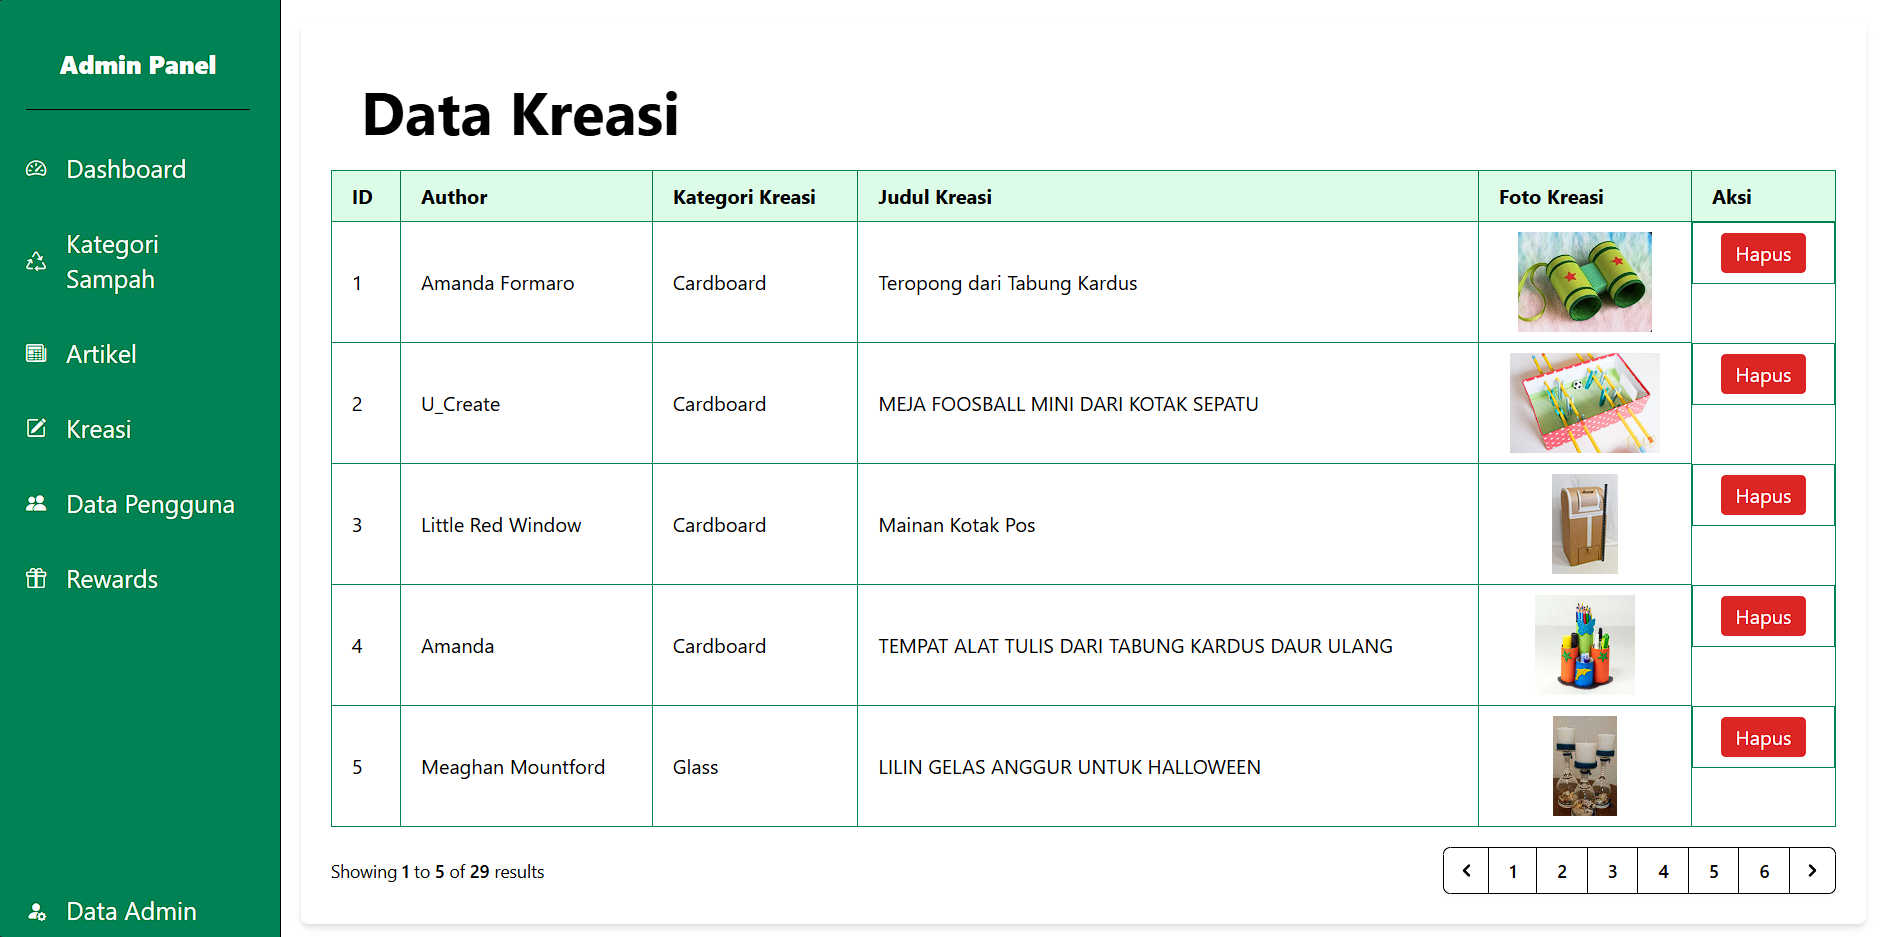 Admin Panel
Dashboard
Kategori
Sampah
Artikel
Kreasi
Data Pengguna
Rewards
Data Admin
Data Kreasi
ID Author Kategori Kreasi Judul Kreasi Foto Kreasi Aksi
1 Amanda Formaro Cardboard Teropong dari Tabung Kardus Hapus
2 U_Create Cardboard MEJA FOOSBALL MINI DARI KOTAK SEPATU Hapus
3 Little Red Window Cardboard Mainan Kotak Pos Hapus
4 Amanda Cardboard TEMPAT ALAT TULIS DARI TABUNG KARDUS DAUR ULANG Hapus
5 Meaghan Mountford Glass LILIN GELAS ANGGUR UNTUK HALLOWEEN Hapus
Showing 1 to 5 of 29 results 1 2 3 4 5 6